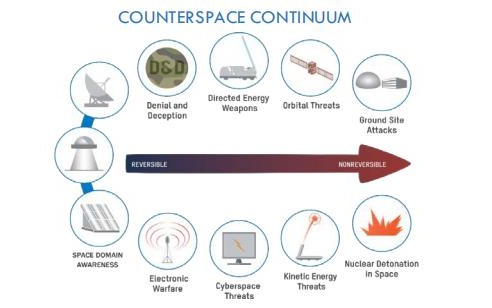 COUNTERSPACE CONTINUUM
D&D
Denial and
Deception
Directed Energy
Weapons
Orbital Threats
Ground Site
Attacks
REVERSIBLE
NONREVERSIBLE
SPACE DOMAIN
AWARENESS
Electronic
Warfare
Cyberspace
Threats
Kinetic Energy
Threats
Nuclear Detonation
in Space